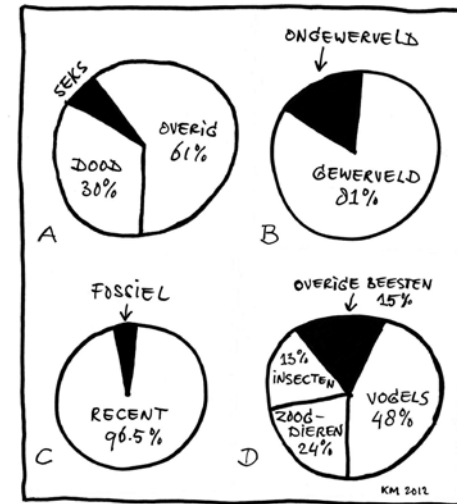 SEKS
OVERIG
61%
DOOD
30%
A
ONGEWERVELD
GEWERVELD
81%
B
FOSSIEL
RECENT
96.5%
C
OVERIGE BEESTEN
15%
13%
INSECTEN
VOGELS
48%
ZOOG-
DIEREN
24%
D
KM 2012